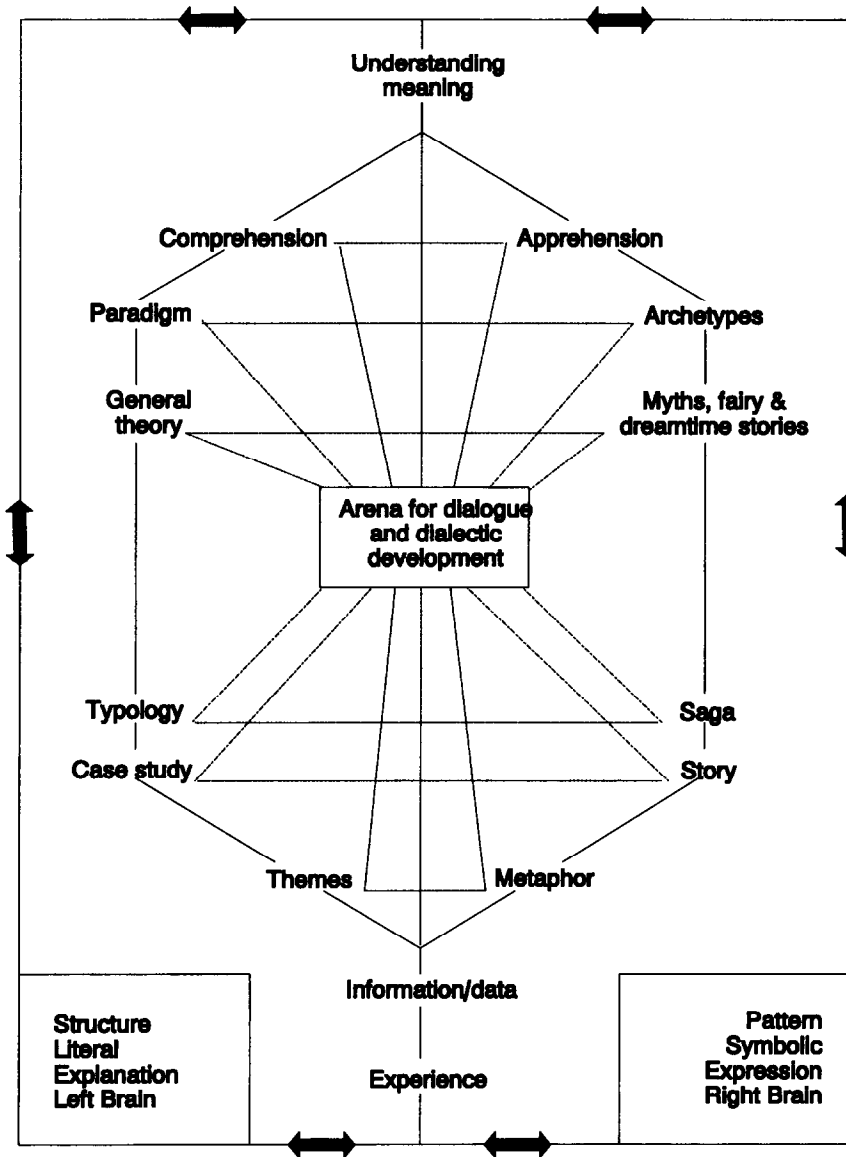 Understanding
meaning
Comprehension
Apprehension
Paradigm
Archetypes
General
theory
Myths, fairy &
dreamtime stories
Arena for dialogue
and dialectic
development
Typology
Saga
Case study
Story
Themes
Metaphor
Information/data
Experience
Structure
Literal
Explanation
Left Brain
Pattern
Symbolic
Expression
Right Brain